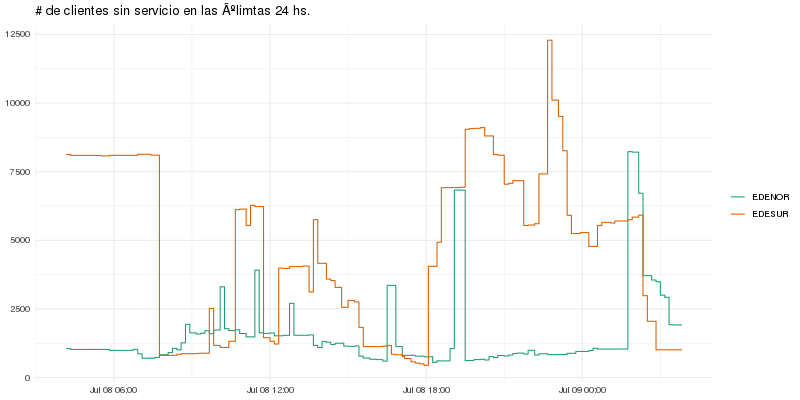 # de clientes sin servicio en las Ãºlimtas 24 hs.
12500
10000
7500
5000
2500
0
Jul 08 06:00
Jul 08 12:00
Jul 08 18:00
Jul 09 00:00
EDENOR
EDESUR